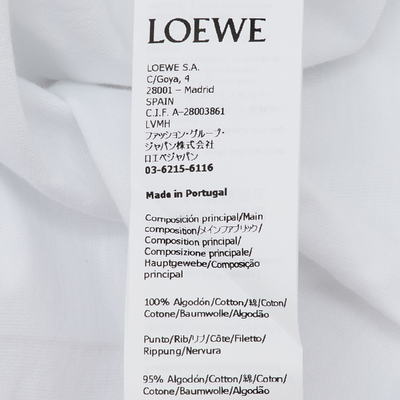 LOEWE
LOEWE S.A.
C/Goya, 4
28001 – Madrid
SPAIN
C.I.F. A-28003861
LVMH
ファッション・グループ・
ジャパン株式会社
ロエベジャパン
03-6215-6116
Made in Portugal
Composición principal/Main
composition/メインファブリック/
Composition principal/
Composizione principale/
Hauptgewebe/Composição
principal
100% Algodón/Cotton/綿/Coton/
Cotone/Baumwolle/Algodão
Punto/Rib/リブ/Côte/Filetto/
Rippung/Nervura
95% Algodón/Cotton/綿/Coton/
Cotone/Baumwolle/Algodão